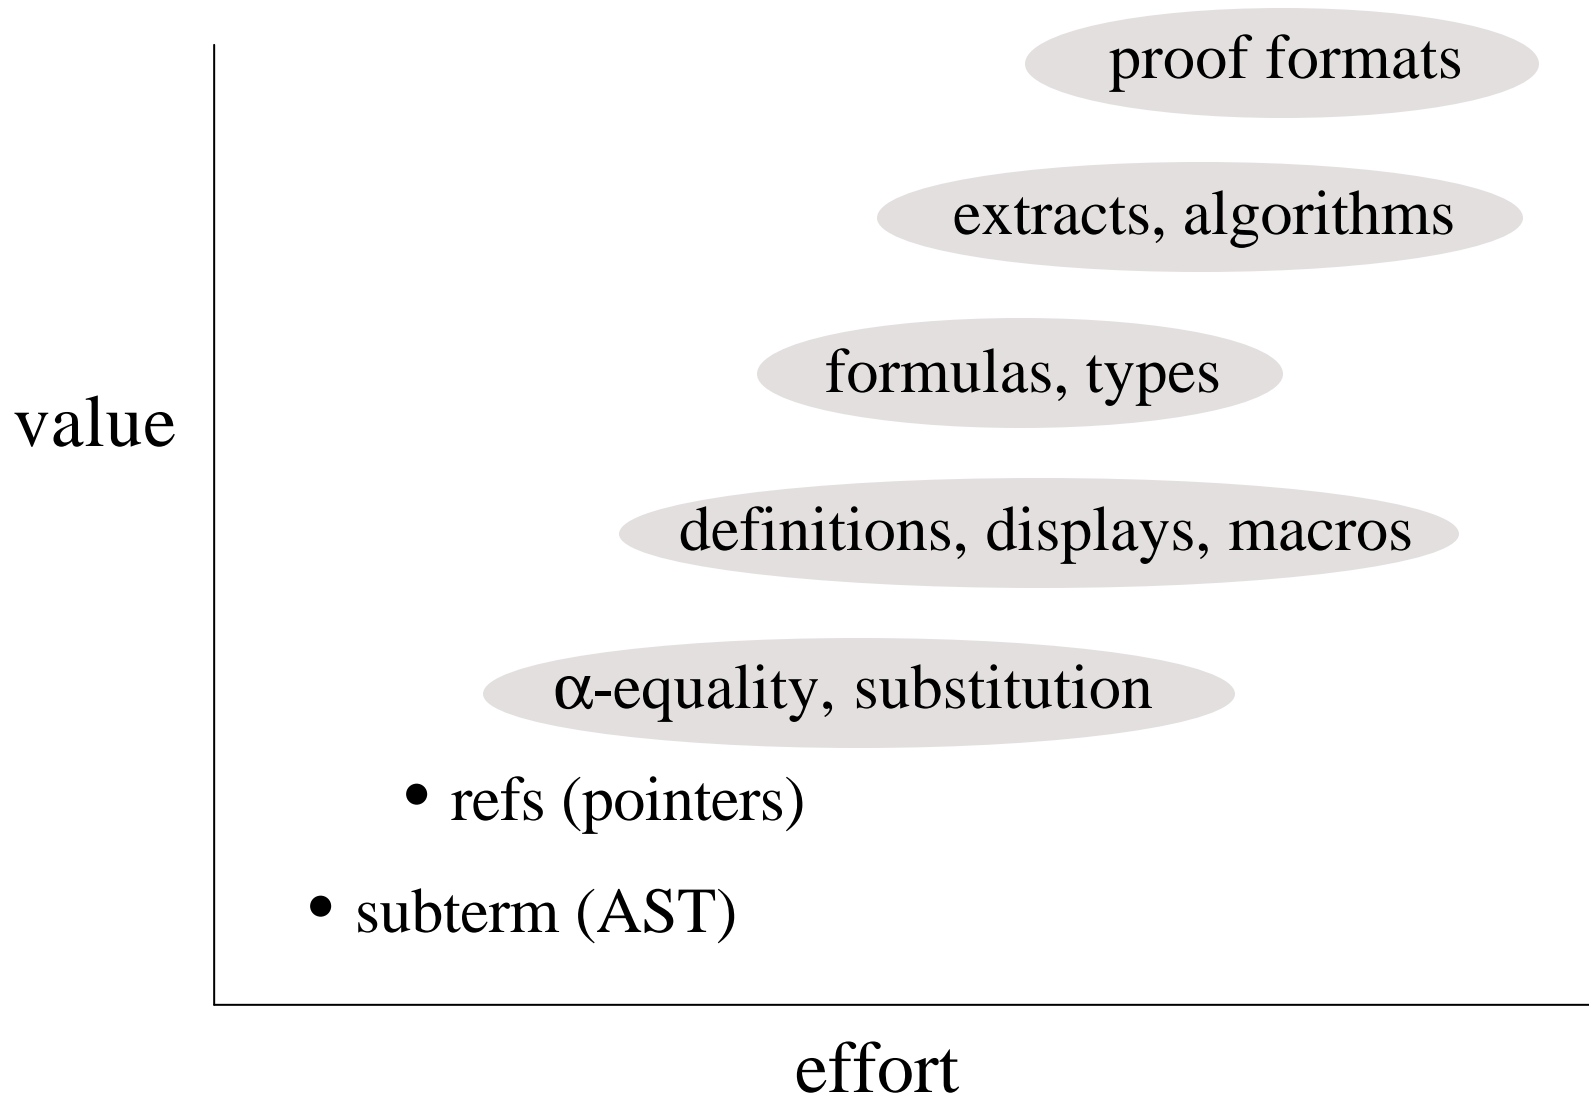 proof formats
extracts, algorithms
formulas, types
value
definitions, displays, macros
α-equality, substitution
• refs (pointers)
• subterm (AST)
effort